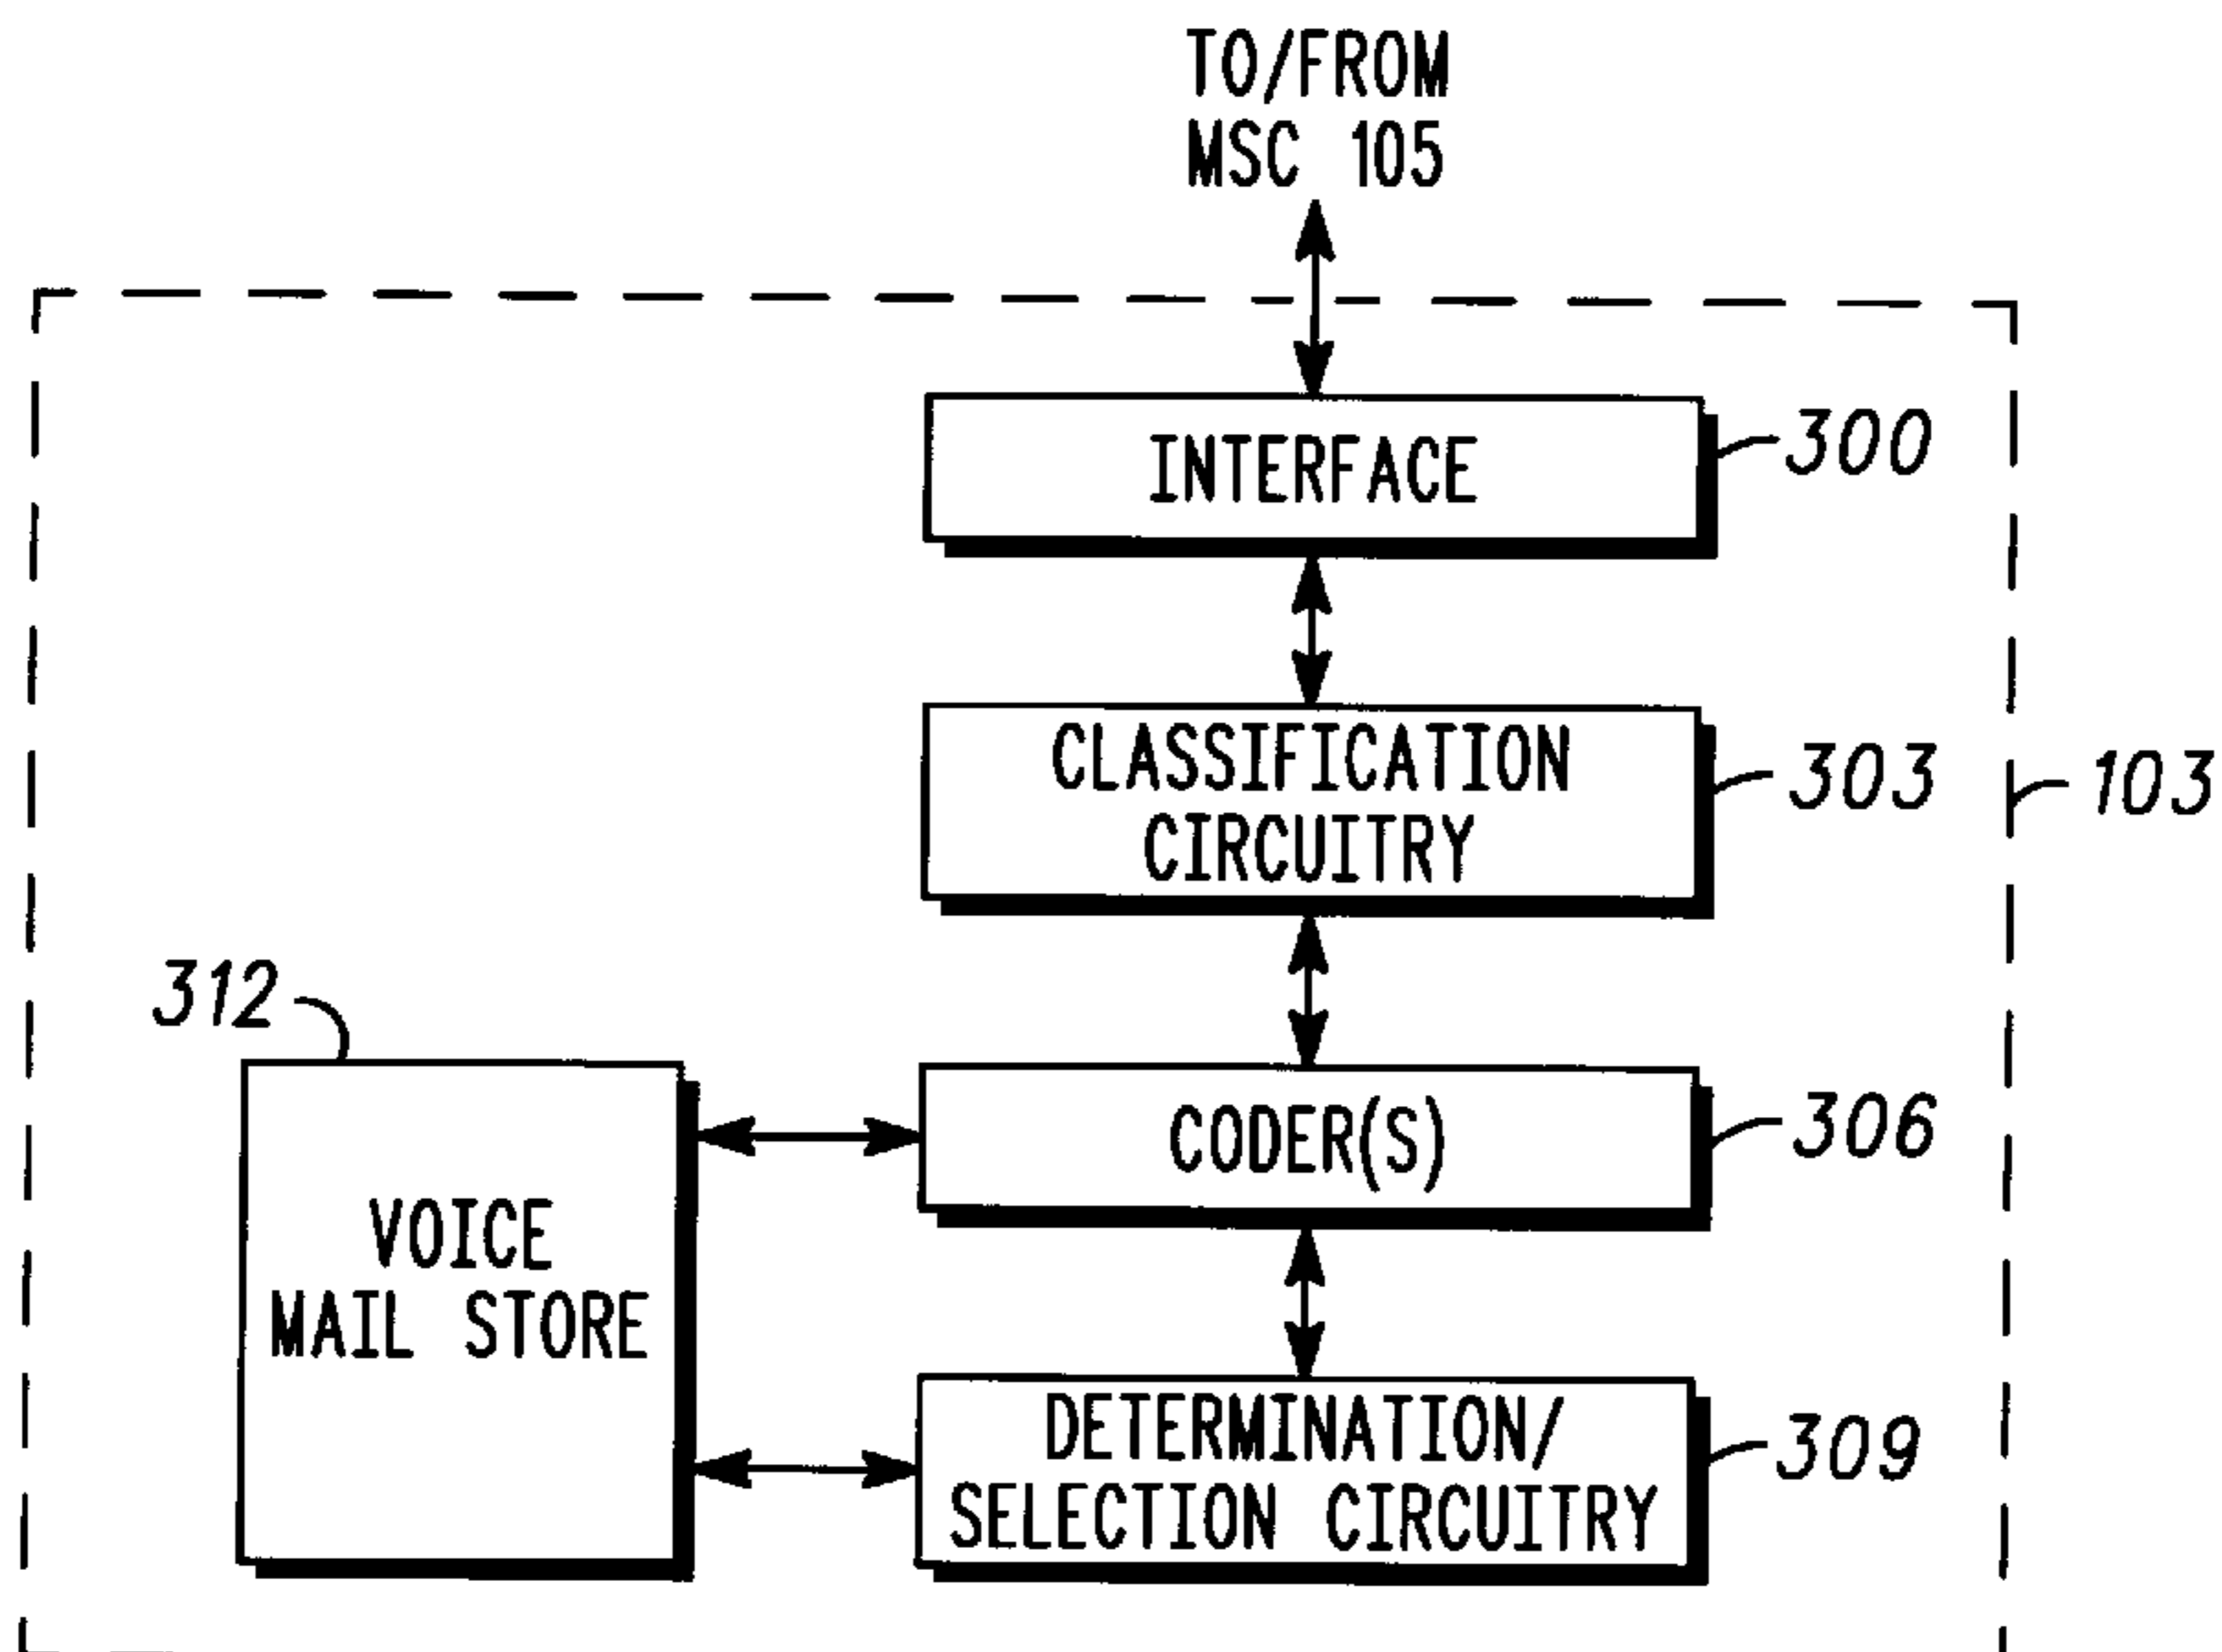 TO/FROM
MSC 105
INTERFACE
300
CLASSIFICATION
CIRCUITRY
303
103
312
CODER(S)
306
VOICE
MAIL STORE
DETERMINATION/
SELECTION CIRCUITRY
309